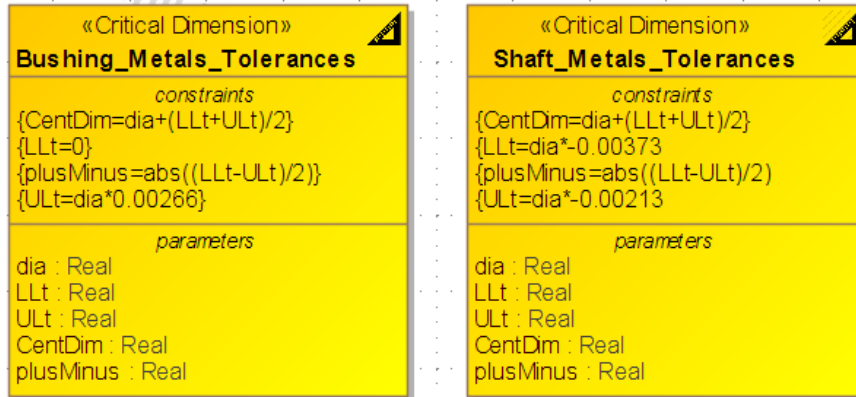 «Critical Dimension»
Bushing_Metals_Tolerances
constraints
{CentDim=dia+(LLt+ULt)/2}
{LLt=0}
{plusMinus=abs((LLt-ULt)/2)}
{ULt=dia*0.00266}
parameters
dia : Real
LLt : Real
ULt : Real
CentDim : Real
plusMinus : Real
«Critical Dimension»
Shaft_Metals_Tolerances
constraints
{CentDim=dia+(LLt+ULt)/2}
{LLt=dia*-0.00373
{plusMinus=abs((LLt-ULt)/2)
{ULt=dia*-0.00213
parameters
dia : Real
LLt : Real
ULt : Real
CentDim : Real
plusMinus : Real